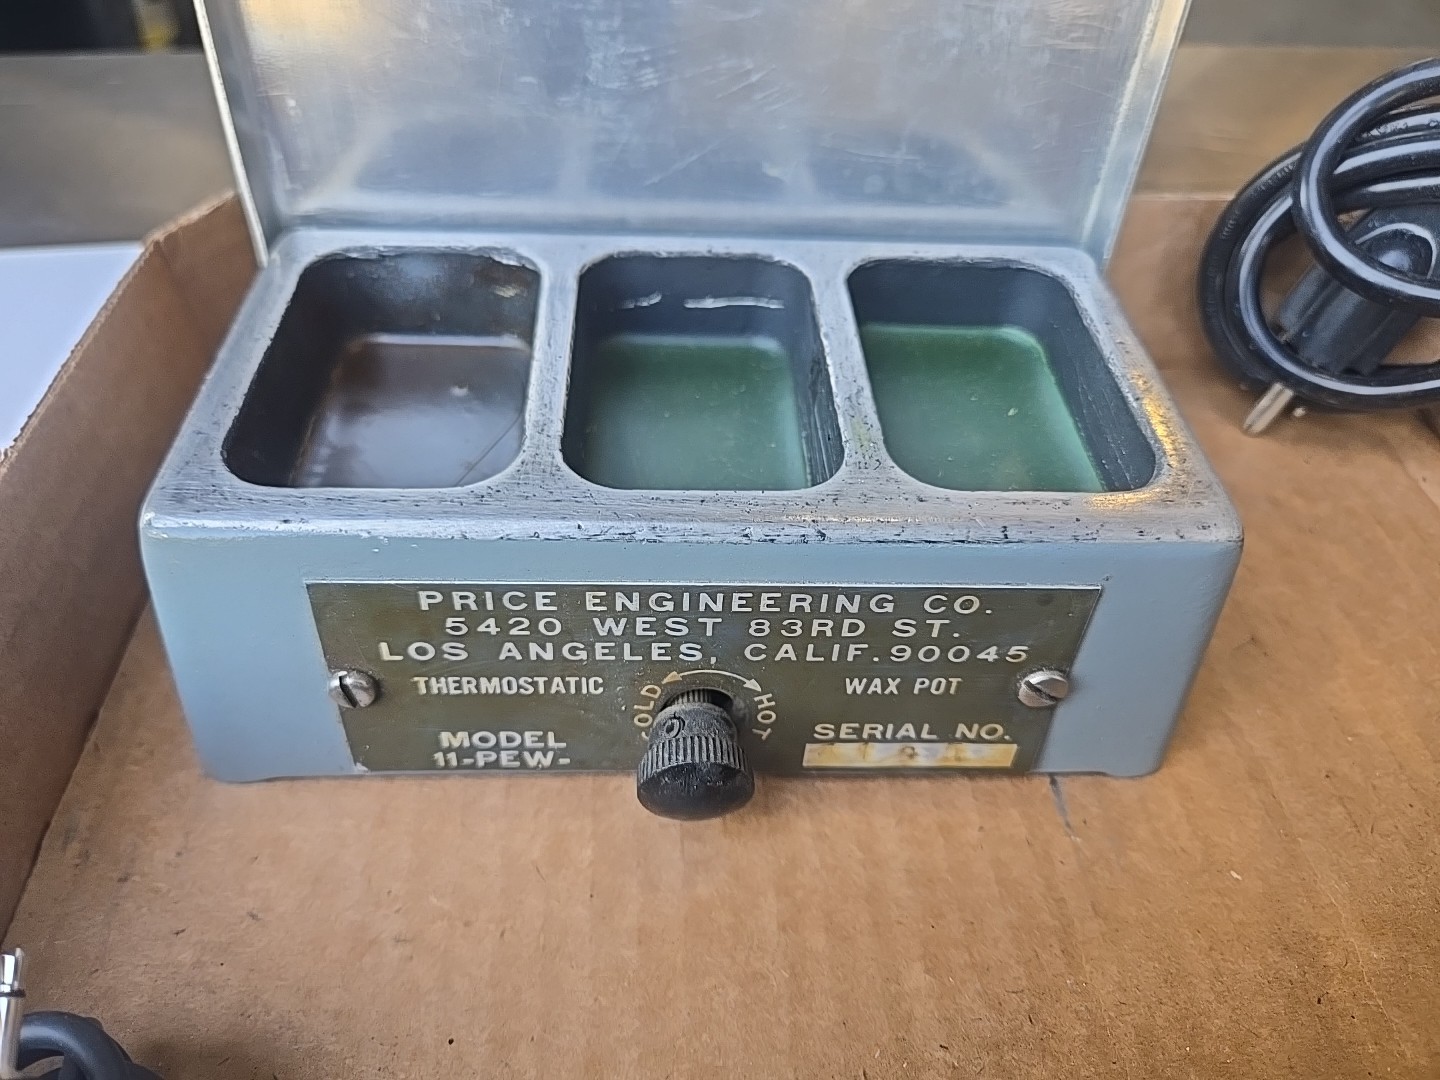 PRICE ENGINEERING CO.
5420 WEST 83RD ST.
LOS ANGELES, CALIF. 90045
THERMOSTATIC
HOT
WAX POT
MODEL
11-PEW-
SERIAL NO.